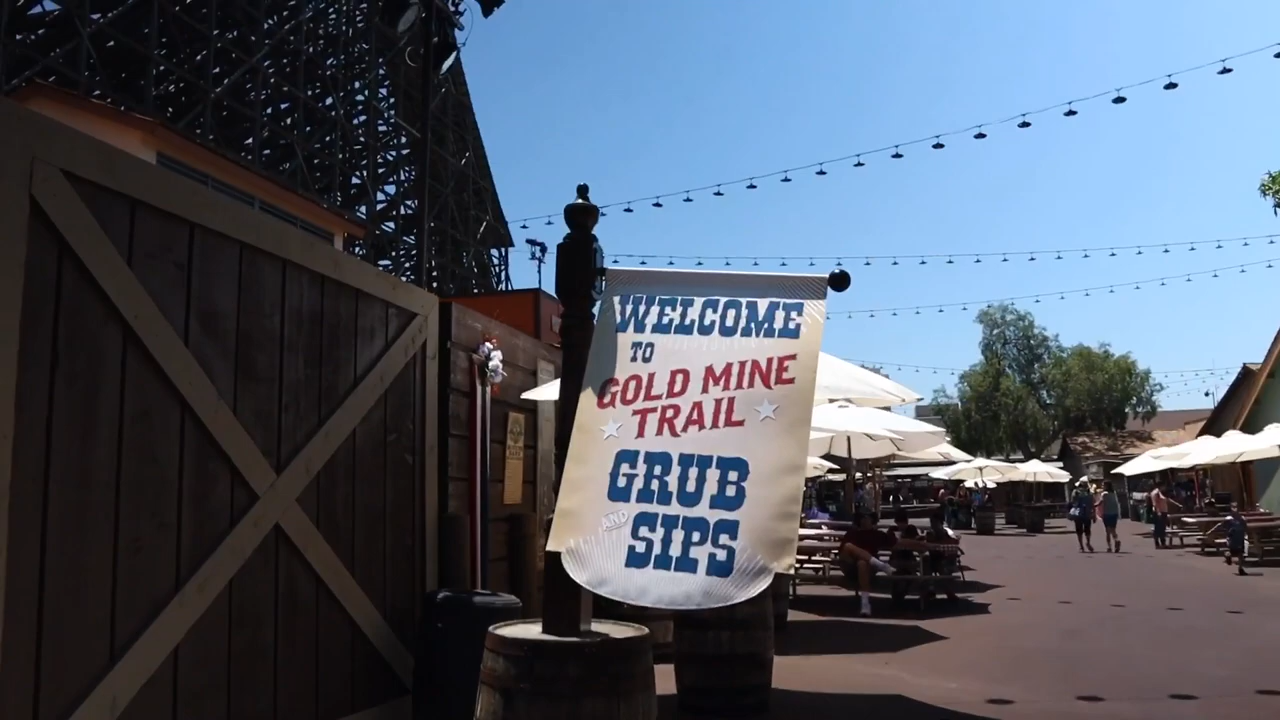 WELCOME
TO
GOLD MINE
TRAIL
GRUB
AND
SIPS